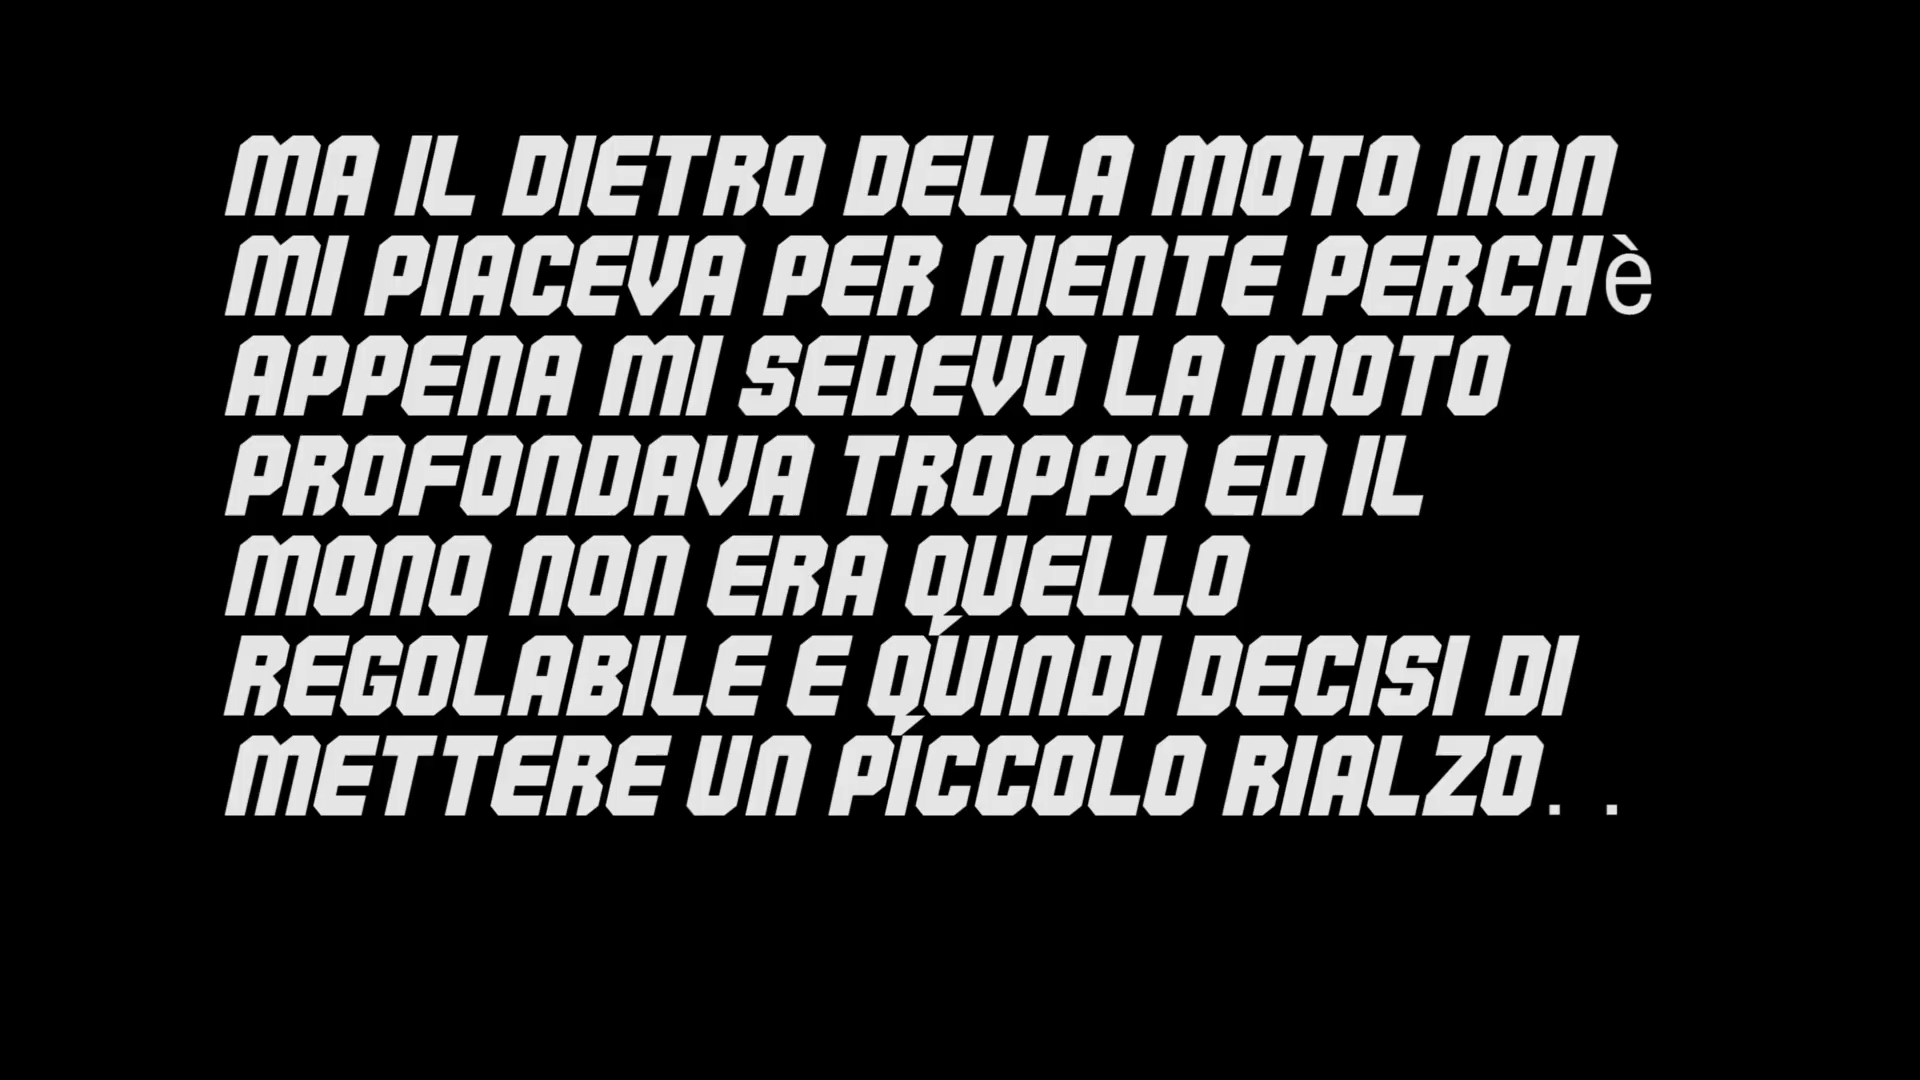 MA IL DIETRO DELLA MOTO NON
MI PIACEVA PER NIENTE PERCHè
APPENA MI SEDEVO LA MOTO
PROFONDAVA TROPPO ED IL
MONO NON ERA QUELLO
REGOLABILE E QUINDI DECISI DI
METTERE UN PICCOLO RIALZO. .